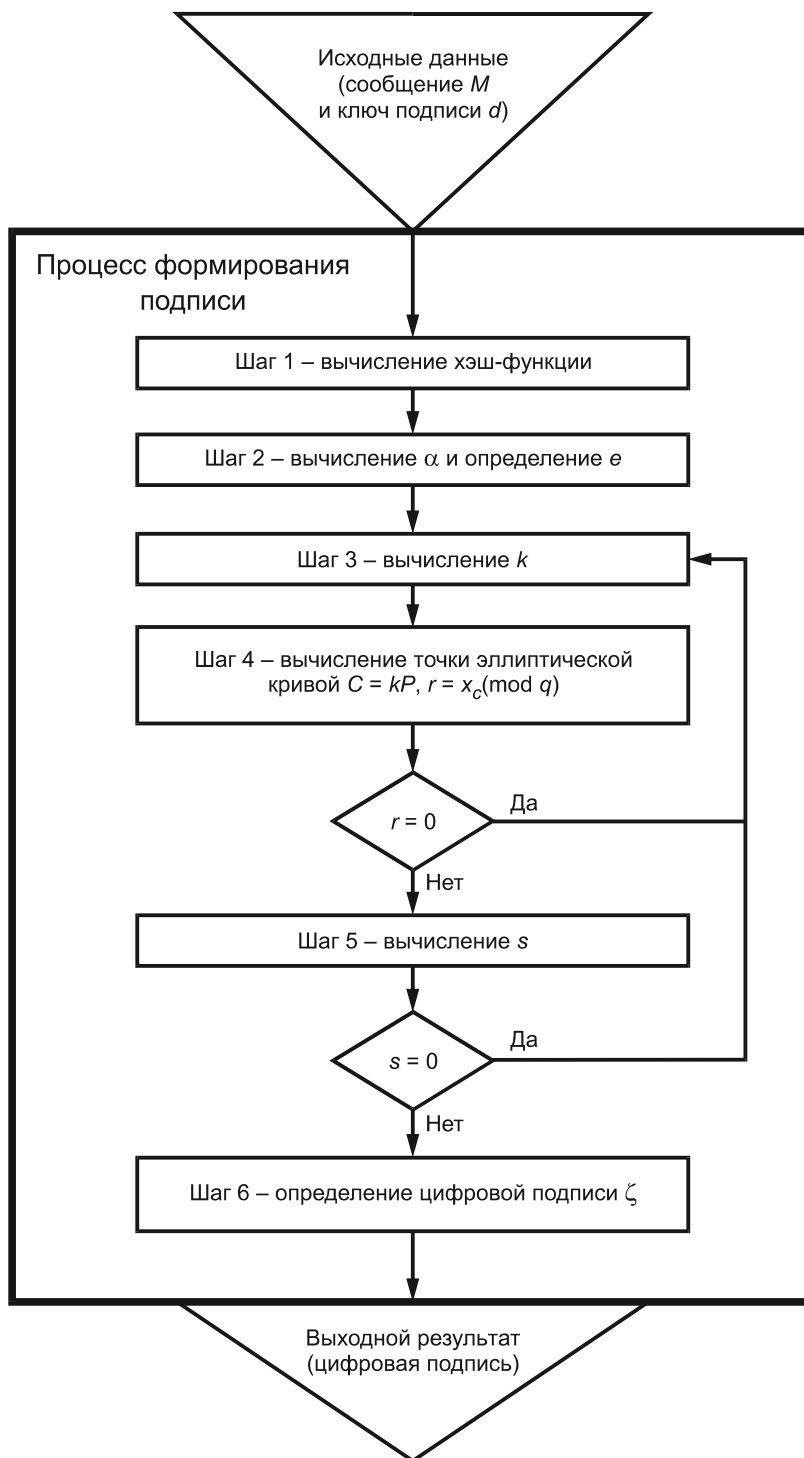 Исходные данные
(сообщение M
и ключ подписи d)
Процесс формирования
подписи
Шаг 1 – вычисление хэш-функции
Шаг 2 – вычисление α и определение e
Шаг 3 – вычисление k
Шаг 4 – вычисление точки эллиптической
кривой C = kP, r = x_c(mod q)
r = 0
Да
Нет
Шаг 5 – вычисление s
s = 0
Да
Нет
Шаг 6 – определение цифровой подписи ζ
Выходной результат
(цифровая подпись)